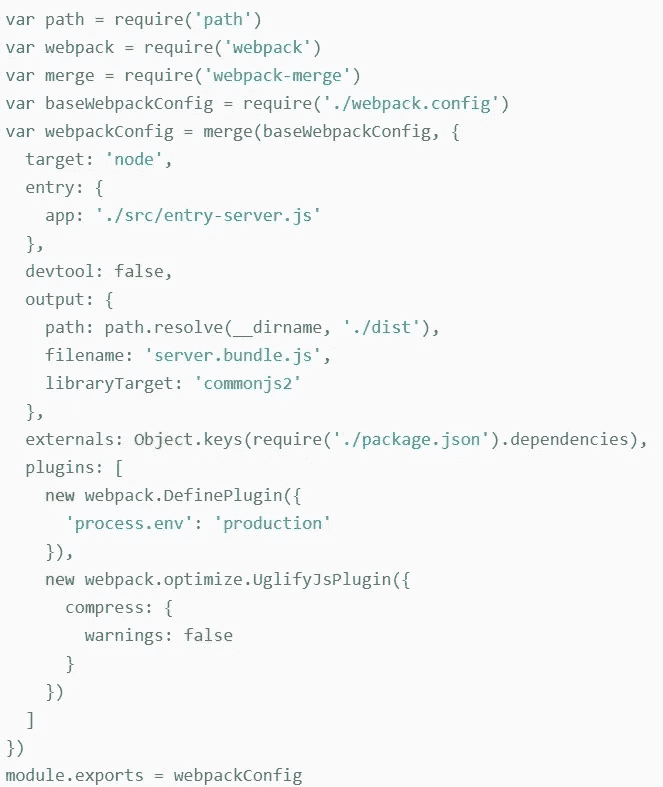 var path = require('path')
var webpack = require('webpack')
var merge = require('webpack-merge')
var baseWebpackConfig = require('./webpack.config')
var webpackConfig = merge(baseWebpackConfig, {
  target: 'node',
  entry: {
    app: './src/entry-server.js'
  },
  devtool: false,
  output: {
    path: path.resolve(__dirname, './dist'),
    filename: 'server.bundle.js',
    libraryTarget: 'commonjs2'
  },
  externals: Object.keys(require('./package.json').dependencies),
  plugins: [
    new webpack.DefinePlugin({
      'process.env': 'production'
    }),
    new webpack.optimize.UglifyJsPlugin({
      compress: {
        warnings: false
      }
    })
  ]
})
module.exports = webpackConfig